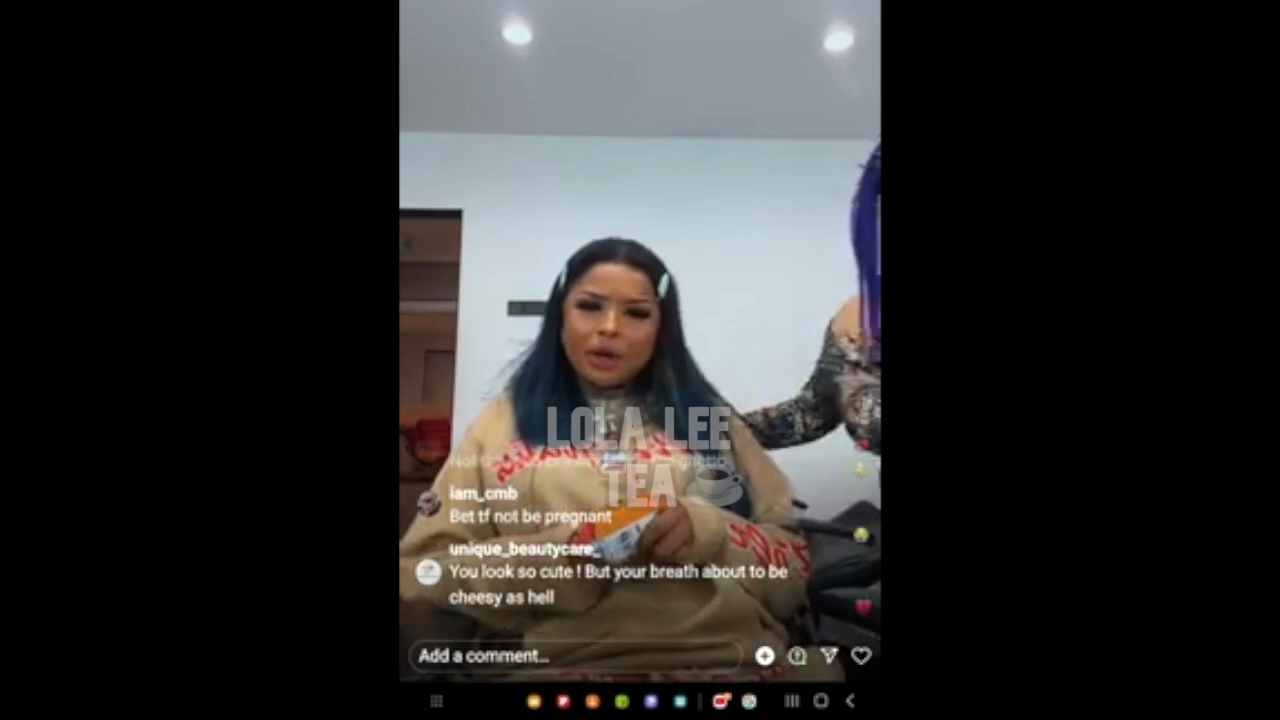 LOLA LEE
TEA
iam_cmb
Bet tf not be pregnant
unique_beautycare_
You look so cute ! But your breath about to be
cheesy as hell
Add a comment...